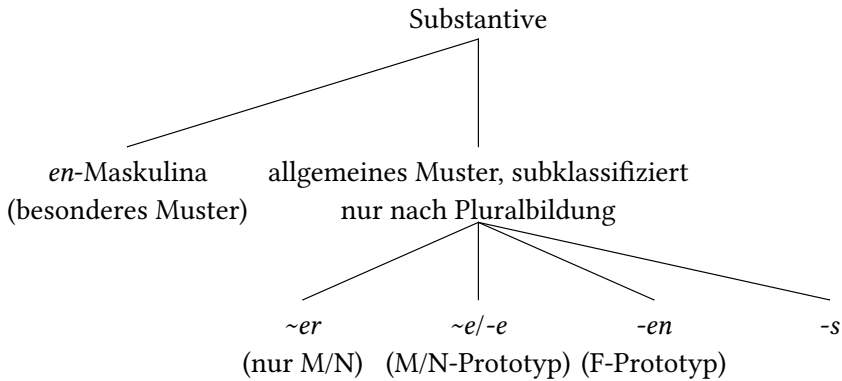 Substantive
en-Maskulina
(besonderes Muster)
allgemeines Muster, subklassifiziert
nur nach Pluralbildung
~er
(nur M/N)
~e/-e
(M/N-Prototyp)
-en
(F-Prototyp)
-s